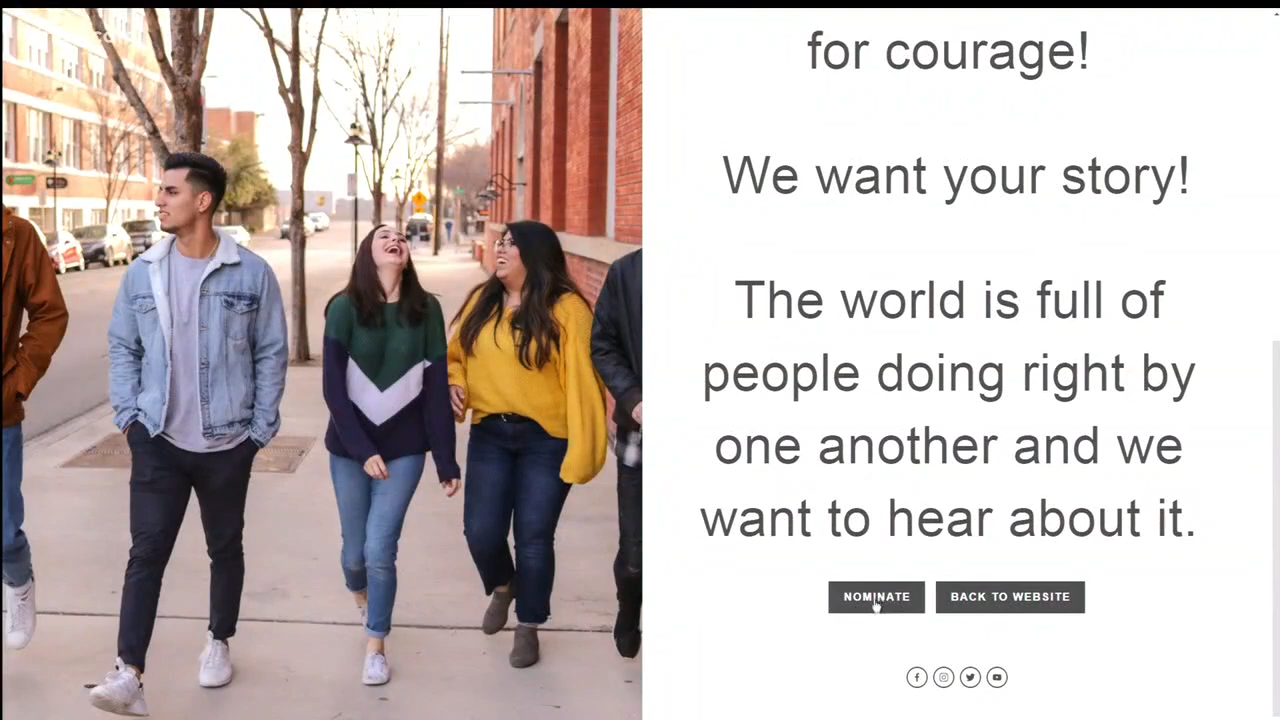 for courage!
We want your story!
The world is full of
people doing right by
one another and we
want to hear about it.
NOMINATE
BACK TO WEBSITE